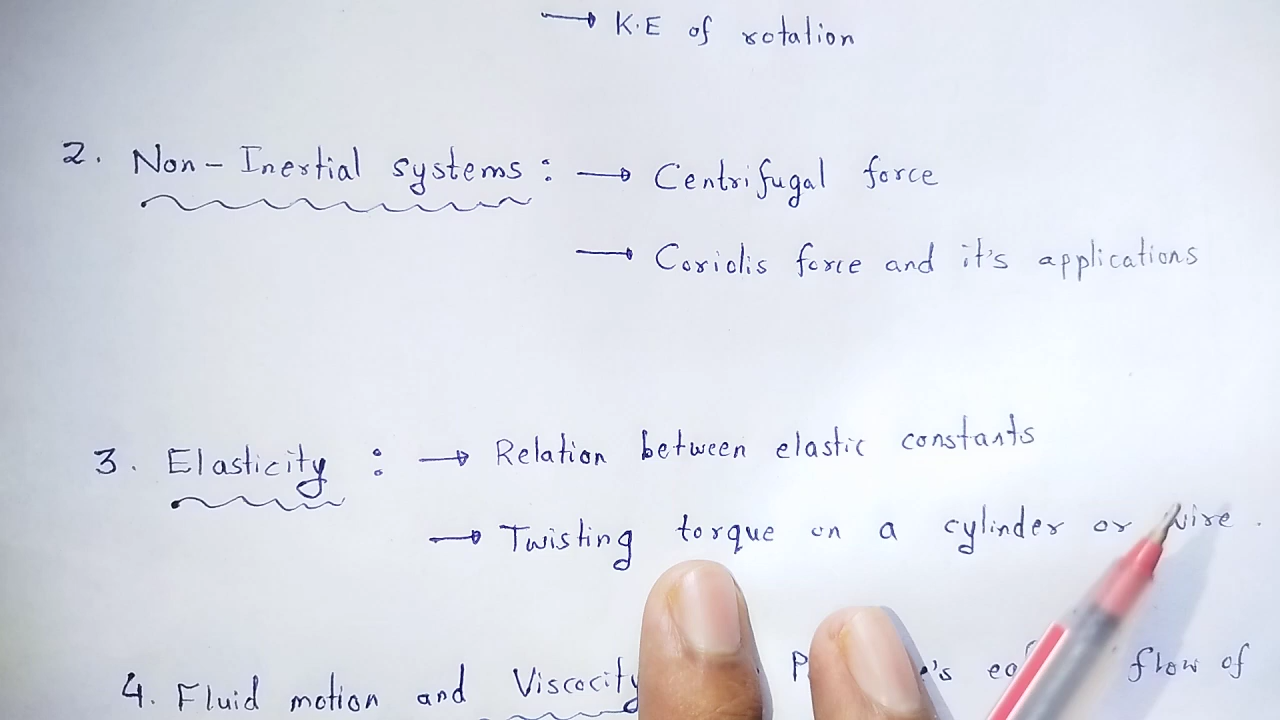 → K.E of rotation
2. Non-Inertial systems : → Centrifugal force
→ Coriolis force and it's applications
3. Elasticity : → Relation between elastic constants
→ Twisting torque on a cylinder or wire.
4. Fluid motion and Viscocity flow of